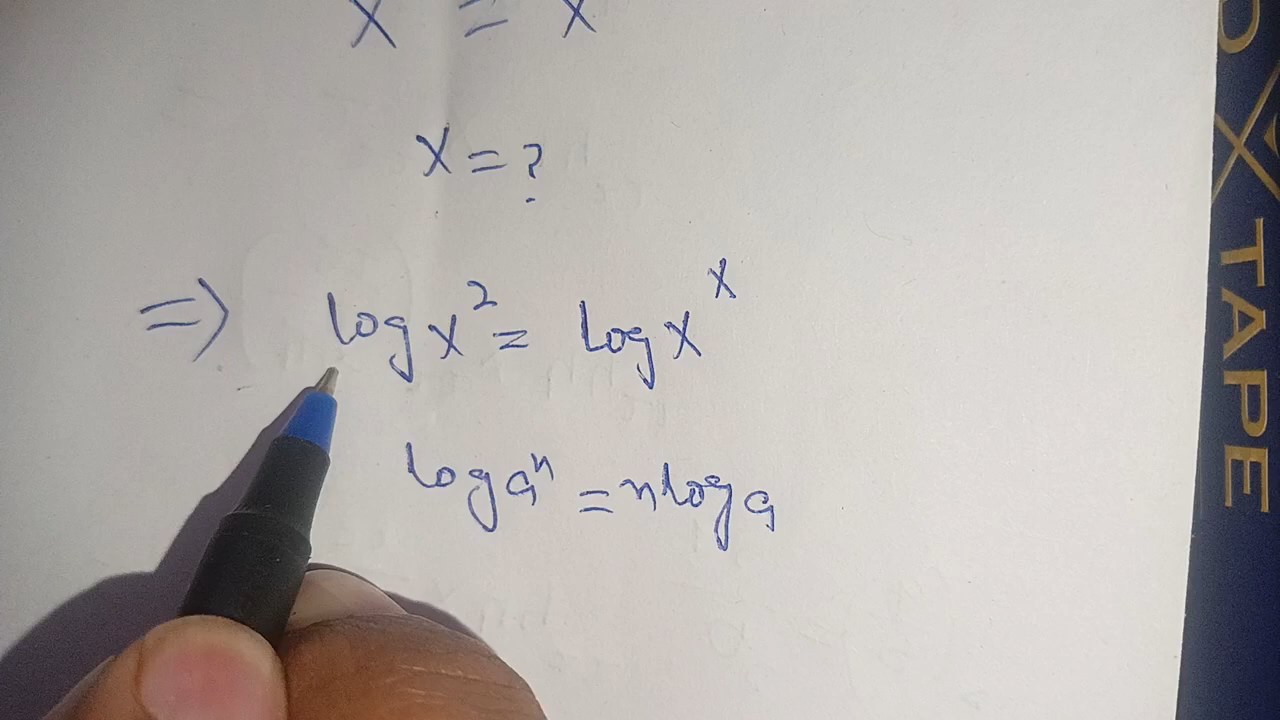 x = x
x = ?
=> log x² = log xˣ
log aⁿ = n log a
TAPE